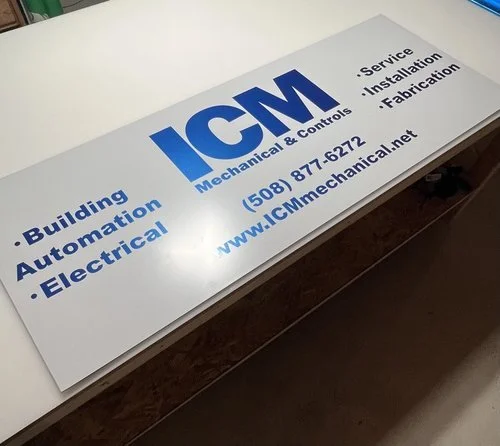 ICM
Mechanical & Controls
(508) 877-6272
www.ICMmechanical.net
·Building
Automation
·Electrical
·Service
·Installation
·Fabrication